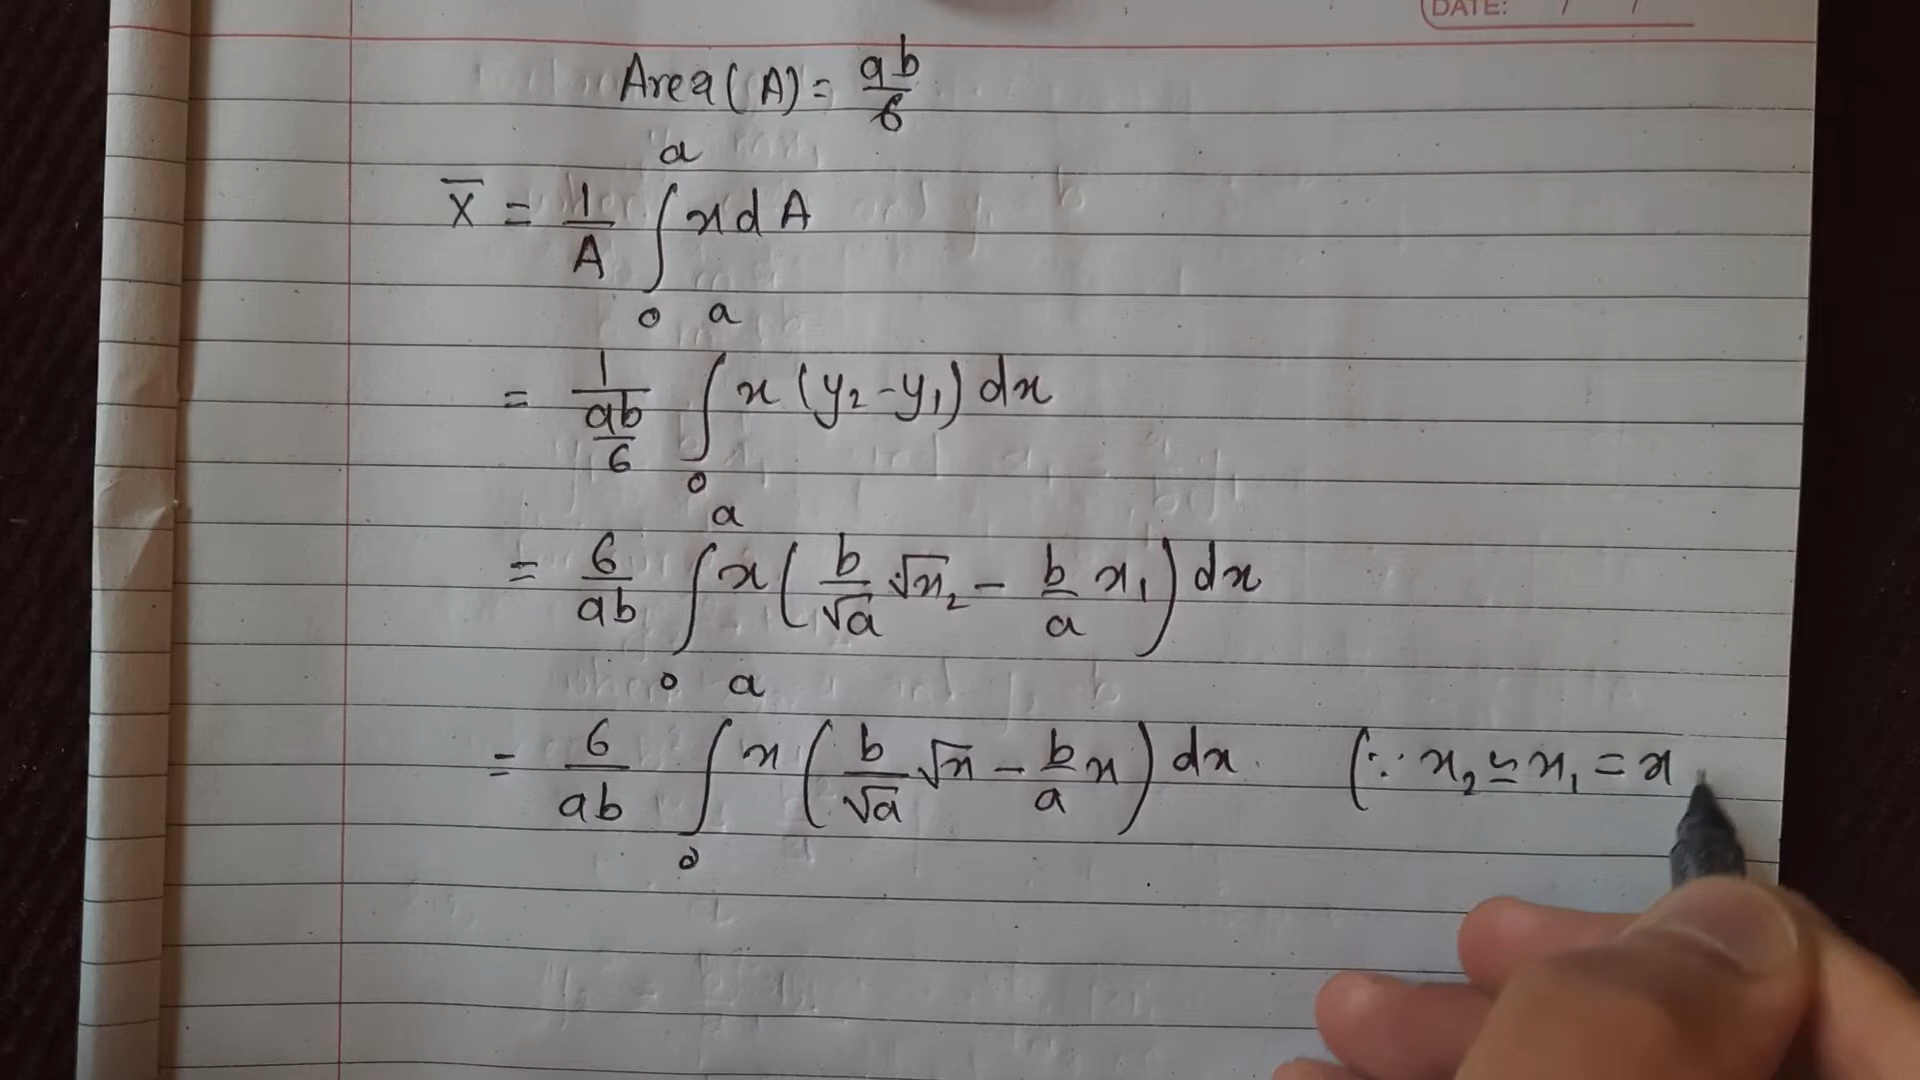 DATE: / /
Area (A) = ab/6
x̅ = 1/A ∫₀ᵃ x dA
= 1/(ab/6) ∫₀ᵃ x (y₂ - y₁) dx
= 6/ab ∫₀ᵃ x (b/√a √x₂ - b/a x₁) dx
= 6/ab ∫₀ᵃ x (b/√a √x - b/a x) dx. (∵ x₂ ≃ x₁ = x